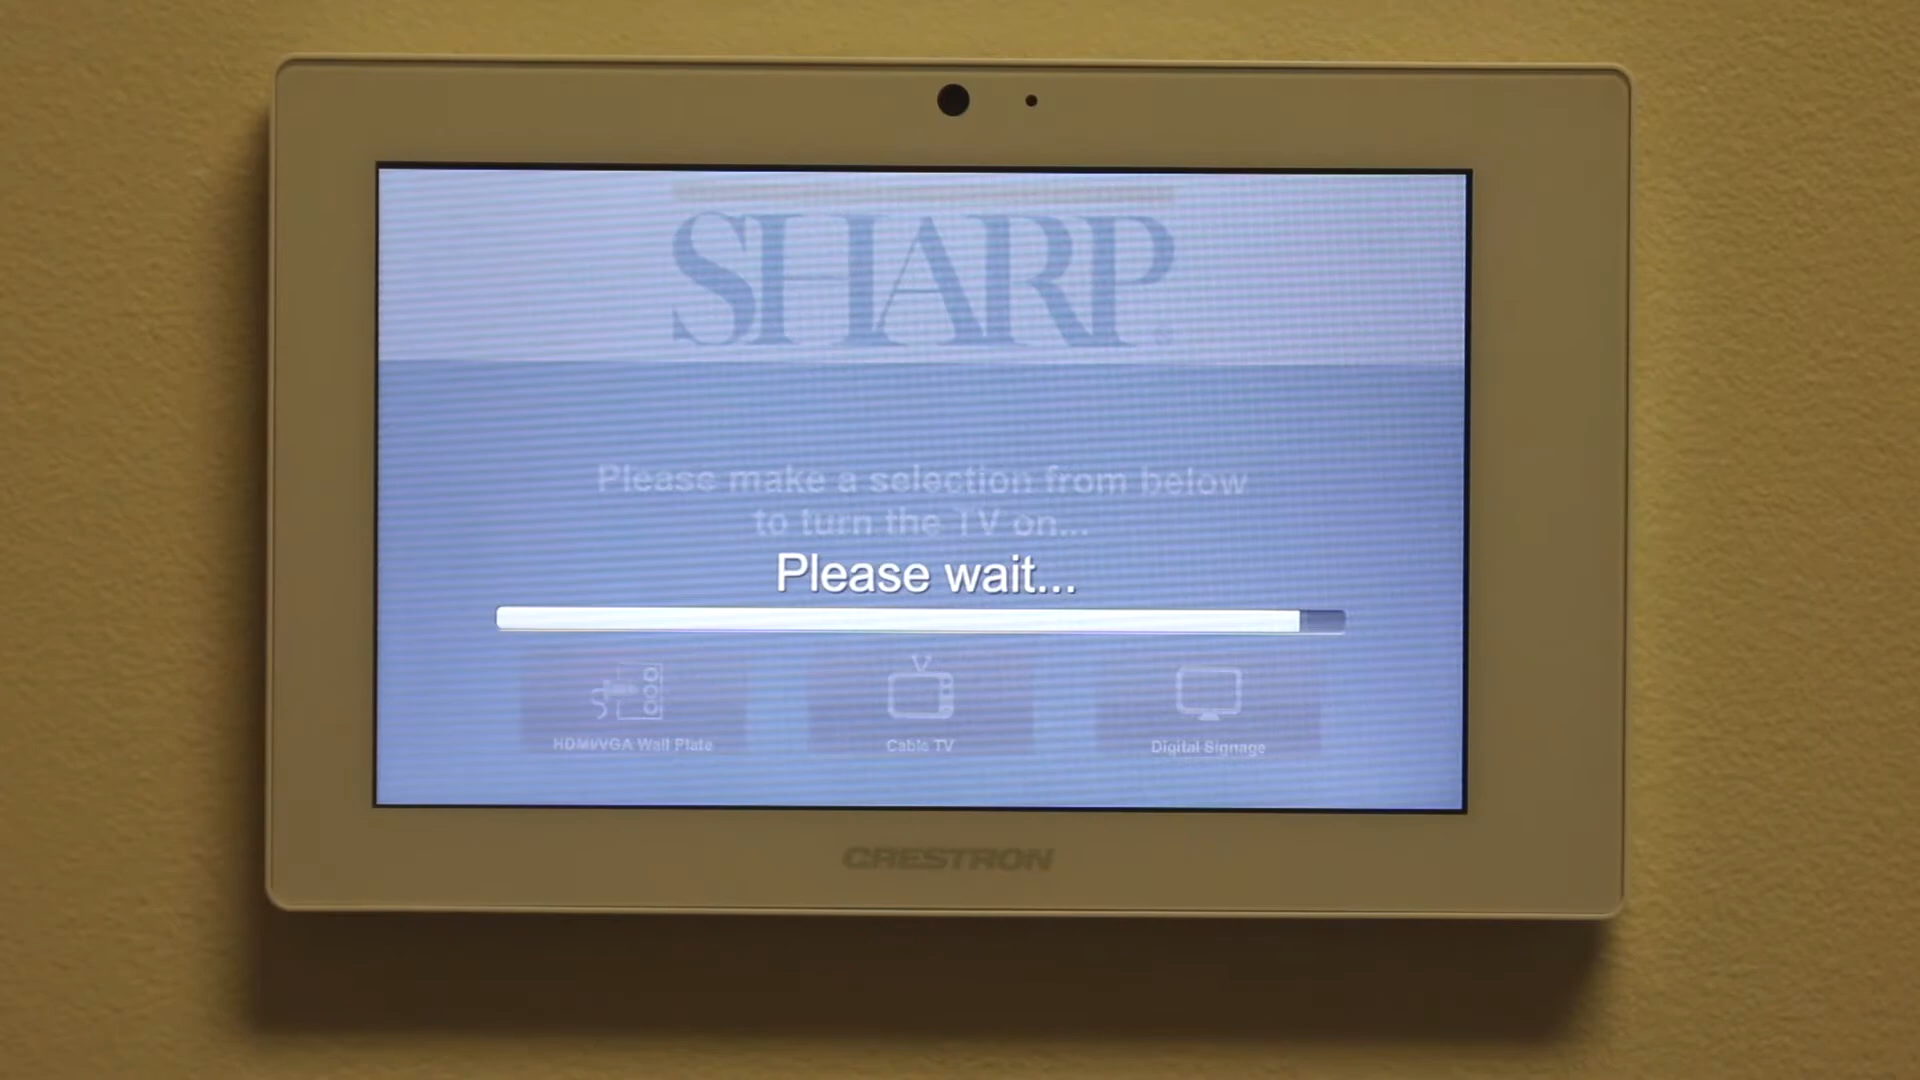 SHARP
Please make a selection from below
to turn the TV on...
Please wait...
HDMI/VGA Wall Plate
Cable TV
Digital Signage
CRESTRON